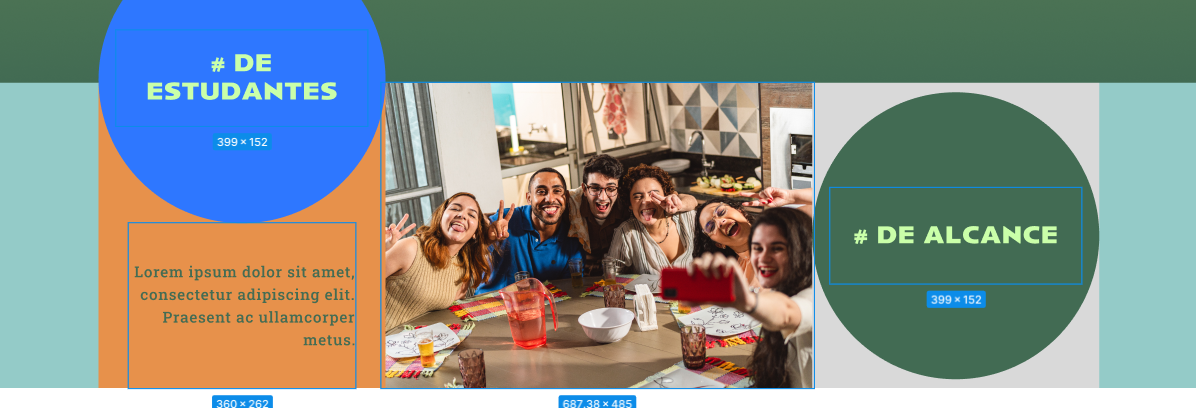 # DE
ESTUDANTES
399 × 152
Lorem ipsum dolor sit amet,
consectetur adipiscing elit.
Praesent ac ullamcorper
metus.
360 × 262
687.38 × 485
# DE ALCANCE
399 × 152